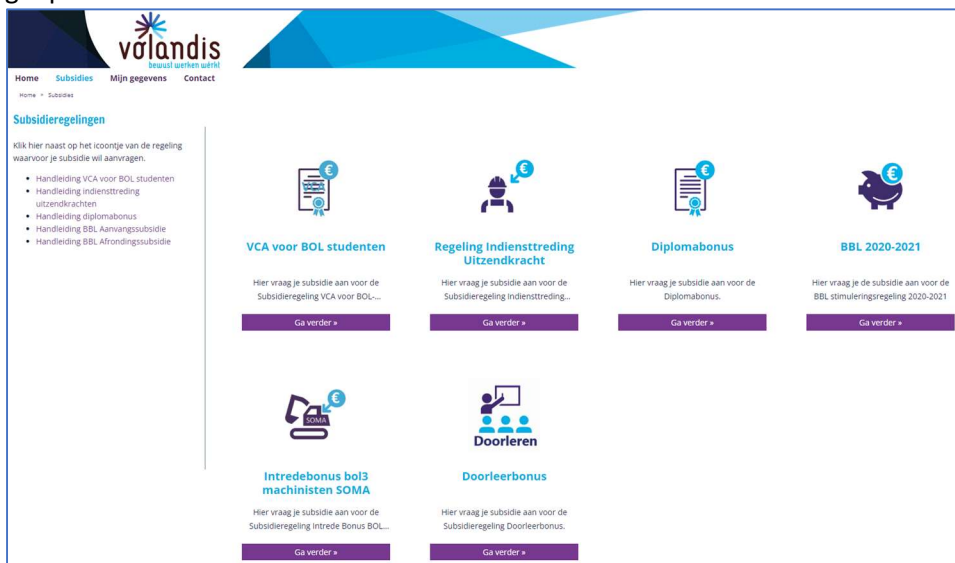 volandis
bewust werken wérkt
Home Subsidies Mijn gegevens Contact
Home Subsidies
Subsidieregelingen
Klik hier naast op het icoontje van de regeling
waarvoor je subsidie wil aanvragen.
Handleiding VCA voor BOL studenten
Handleiding indiensttreding
uitzendkrachten
Handleiding diplomabonus
Handleiding BBL Aanvangssubsidie
Handleiding BBL Afrondingssubsidie
VCA
€
VCA voor BOL studenten
Hier vraag je subsidie aan voor de
Subsidieregeling VCA voor BOL-...
Ga verder »
€
Regeling Indiensttreding
Uitzendkracht
Hier vraag je subsidie aan voor de
Subsidieregeling Indiensttreding...
Ga verder »
€
Diplomabonus
Hier vraag je subsidie aan voor de
Diplomabonus.
Ga verder »
€
BBL 2020-2021
Hier vraag je de subsidie aan voor de
BBL stimuleringsregeling 2020-2021
Ga verder »
€
SOMA
Intredebonus bol3
machinisten SOMA
Hier vraag je subsidie aan voor de
Subsidieregeling Intrede Bonus BOL...
Ga verder »
Doorleren
Doorleerbonus
Hier vraag je subsidie aan voor de
Subsidieregeling Doorleerbonus.
Ga verder »